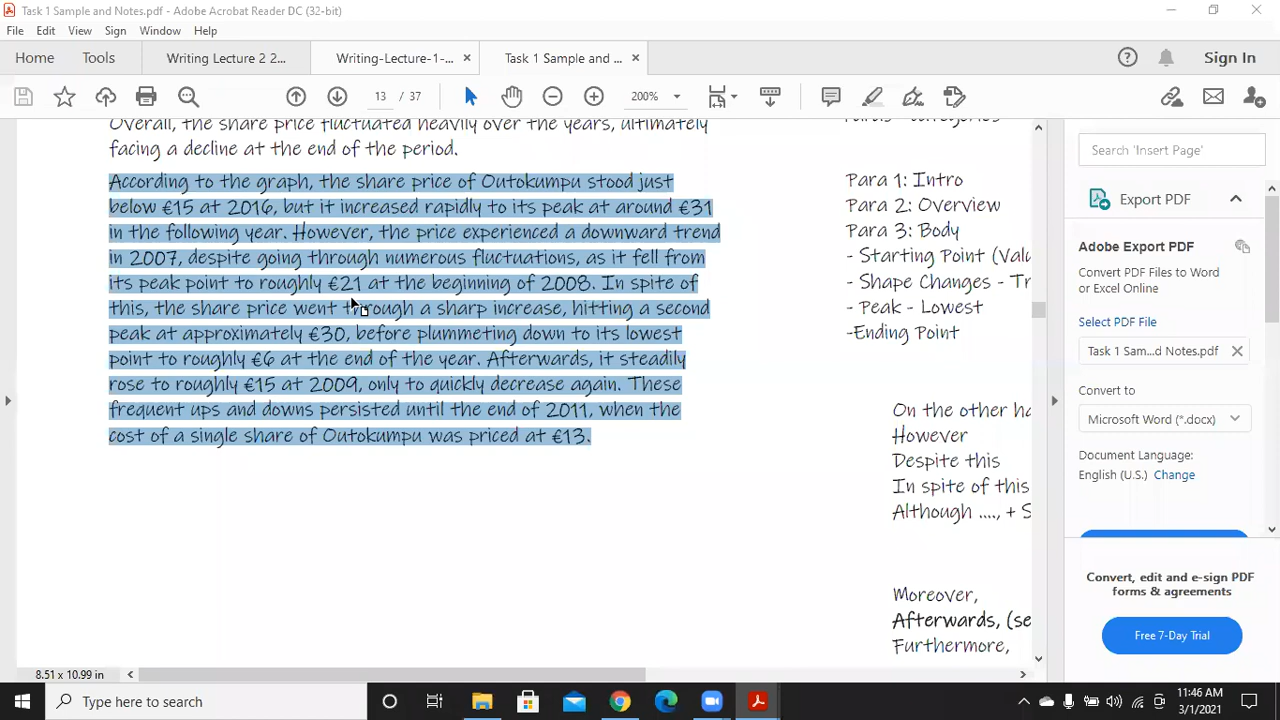 Task 1 Sample and Notes.pdf - Adobe Acrobat Reader DC (32-bit)
File Edit View Sign Window Help
Home Tools Writing Lecture 2 2... Writing-Lecture-1-... Task 1 Sample and ... Sign In
13 / 37 200%
Overall, the share price fluctuated heavily over the years, ultimately
facing a decline at the end of the period.
According to the graph, the share price of Outokumpu stood just
below €15 at 2016, but it increased rapidly to its peak at around €31
in the following year. However, the price experienced a downward trend
in 2007, despite going through numerous fluctuations, as it fell from
its peak point to roughly €21 at the beginning of 2008. In spite of
this, the share price went through a sharp increase, hitting a second
peak at approximately €30, before plummeting down to its lowest
point to roughly €6 at the end of the year. Afterwards, it steadily
rose to roughly €15 at 2009, only to quickly decrease again. These
frequent ups and downs persisted until the end of 2011, when the
cost of a single share of Outokumpu was priced at €13.
Para 1: Intro
Para 2: Overview
Para 3: Body
- Starting Point (Valu
- Shape Changes - Tr
- Peak - Lowest
-Ending Point
On the other ha
However
Despite this
In spite of this
Although ...., + S
Moreover,
Afterwards, (se
Furthermore,
Search 'Insert Page'
Export PDF
Adobe Export PDF
Convert PDF Files to Word
or Excel Online
Select PDF File
Task 1 Sam...d Notes.pdf
Convert to
Microsoft Word (*.docx)
Document Language:
English (U.S.) Change
Convert, edit and e-sign PDF
forms & agreements
Free 7-Day Trial
8.51 x 10.99 in
Type here to search
11:46 AM
3/1/2021